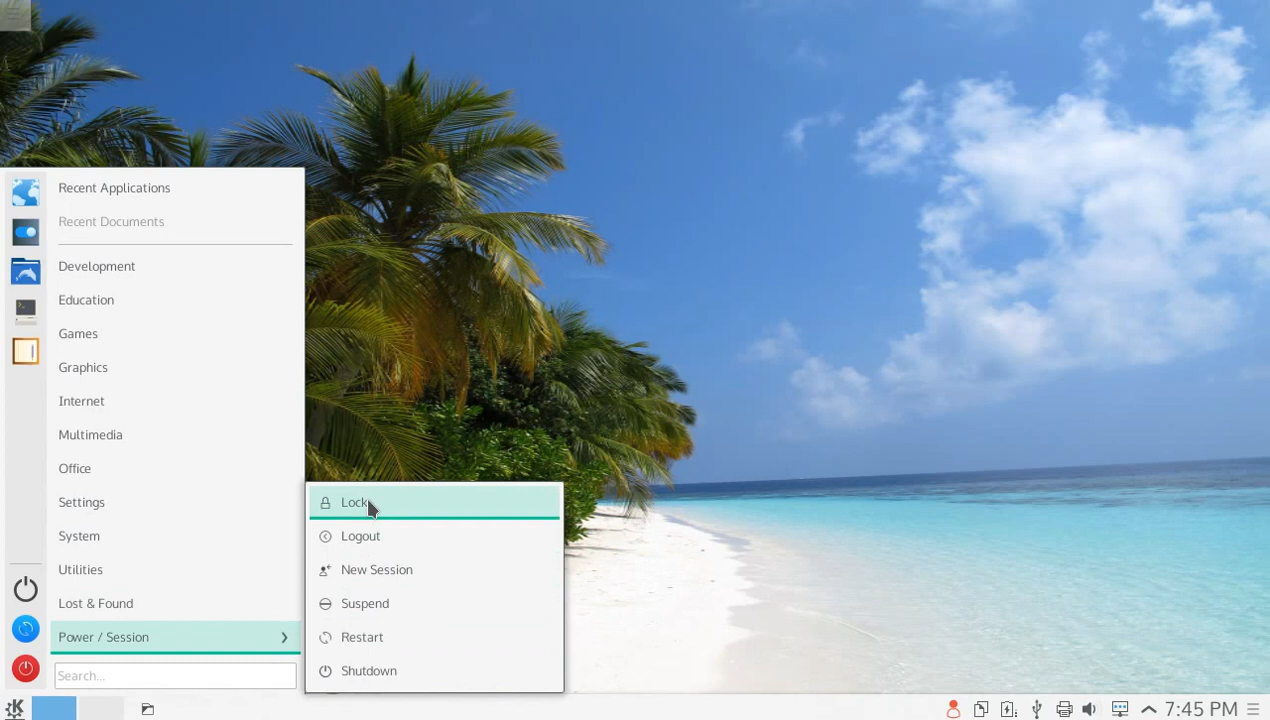 Recent Applications
Recent Documents
Development
Education
Games
Graphics
Internet
Multimedia
Office
Settings
System
Utilities
Lost & Found
Power / Session
Search...
Lock
Logout
New Session
Suspend
Restart
Shutdown
7:45 PM